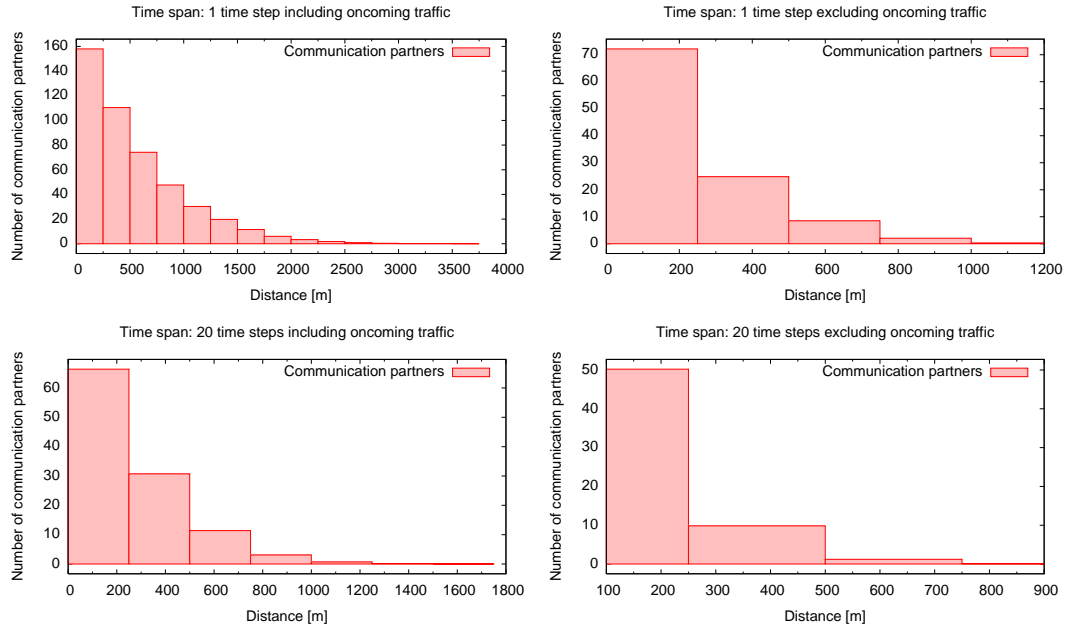 Time span: 1 time step including oncoming traffic
Number of communication partners
160
140
120
100
80
60
40
20
0
Communication partners
0 500 1000 1500 2000 2500 3000 3500 4000
Distance [m]
Time span: 1 time step excluding oncoming traffic
Number of communication partners
70
60
50
40
30
20
10
0
Communication partners
0 200 400 600 800 1000 1200
Distance [m]
Time span: 20 time steps including oncoming traffic
Number of communication partners
60
50
40
30
20
10
0
Communication partners
0 200 400 600 800 1000 1200 1400 1600 1800
Distance [m]
Time span: 20 time steps excluding oncoming traffic
Number of communication partners
50
40
30
20
10
0
Communication partners
100 200 300 400 500 600 700 800 900
Distance [m]